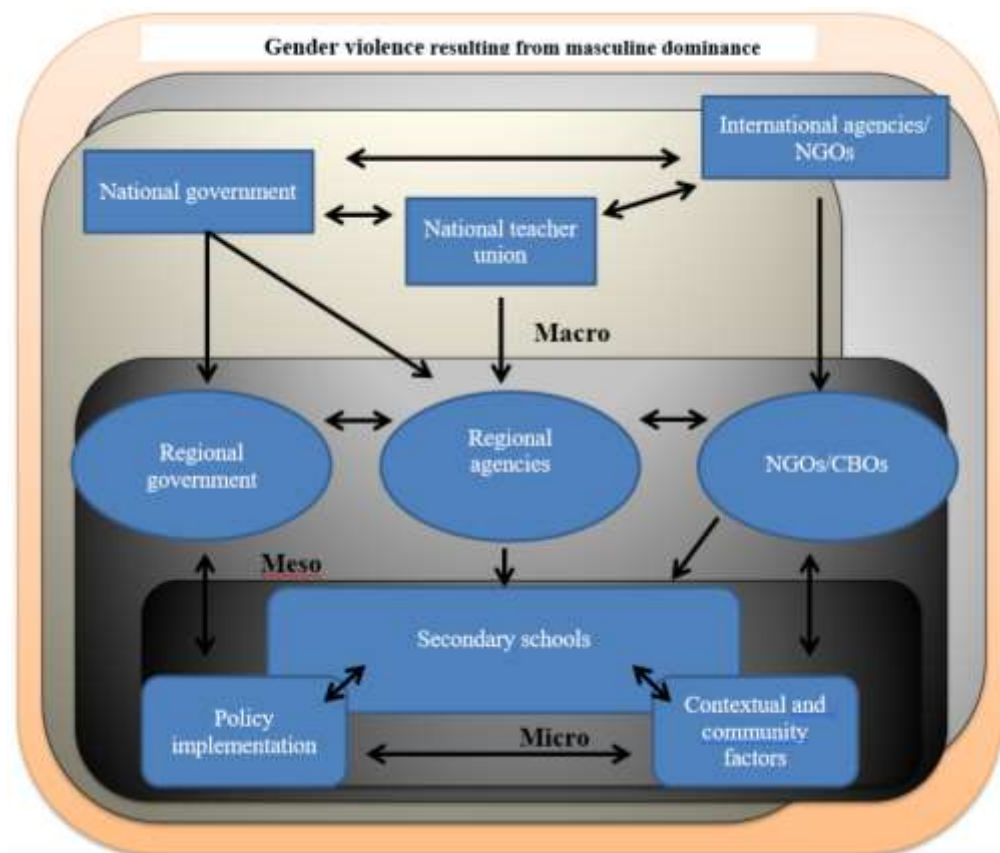 Gender violence resulting from masculine dominance
International agencies/
NGOs
National government
National teacher
union
Macro
Regional
government
Regional
agencies
NGOs/CBOs
Meso
Secondary schools
Policy
implementation
Contextual and
community
factors
Micro